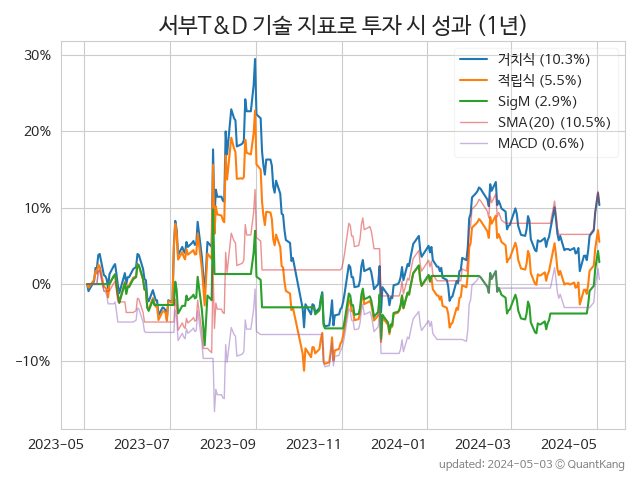 서부T&D 기술 지표로 투자 시 성과 (1년)
거치식 (10.3%)
적립식 (5.5%)
SigM (2.9%)
SMA(20) (10.5%)
MACD (0.6%)
30%
20%
10%
0%
−10%
2023−05
2023−07
2023−09
2023−11
2024−01
2024−03
2024−05
updated: 2024-05-03 ⓒ QuantKang